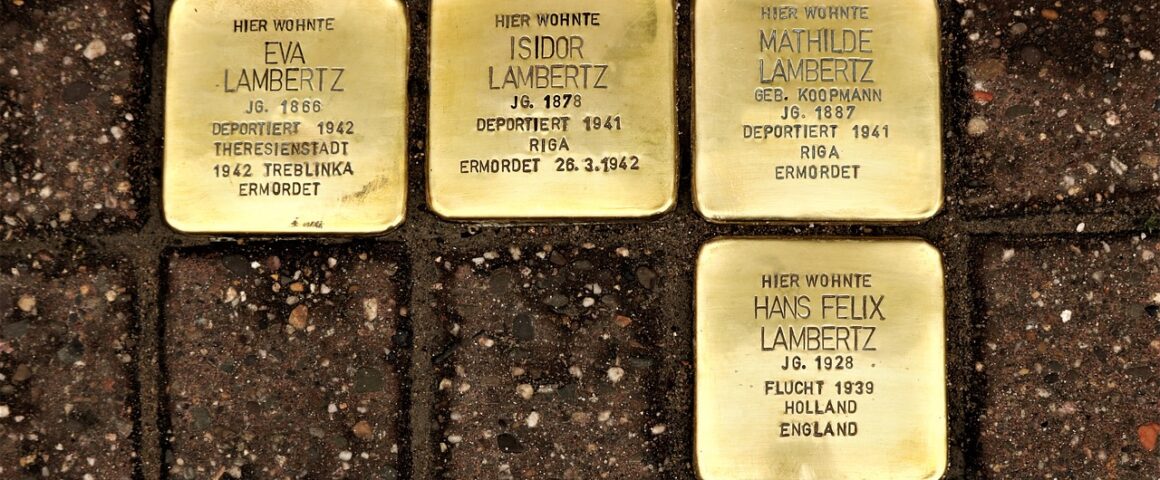 HIER WOHNTE
EVA
LAMBERTZ
JG. 1866
DEPORTIERT 1942
THERESIENSTADT
1942 TREBLINKA
ERMORDET
HIER WOHNTE
ISIDOR
LAMBERTZ
JG. 1878
DEPORTIERT 1941
RIGA
ERMORDET 26.3.1942
HIER WOHNTE
MATHILDE
LAMBERTZ
GEB. KOOPMANN
JG. 1887
DEPORTIERT 1941
RIGA
ERMORDET
HIER WOHNTE
HANS FELIX
LAMBERTZ
JG. 1928
FLUCHT 1939
HOLLAND
ENGLAND